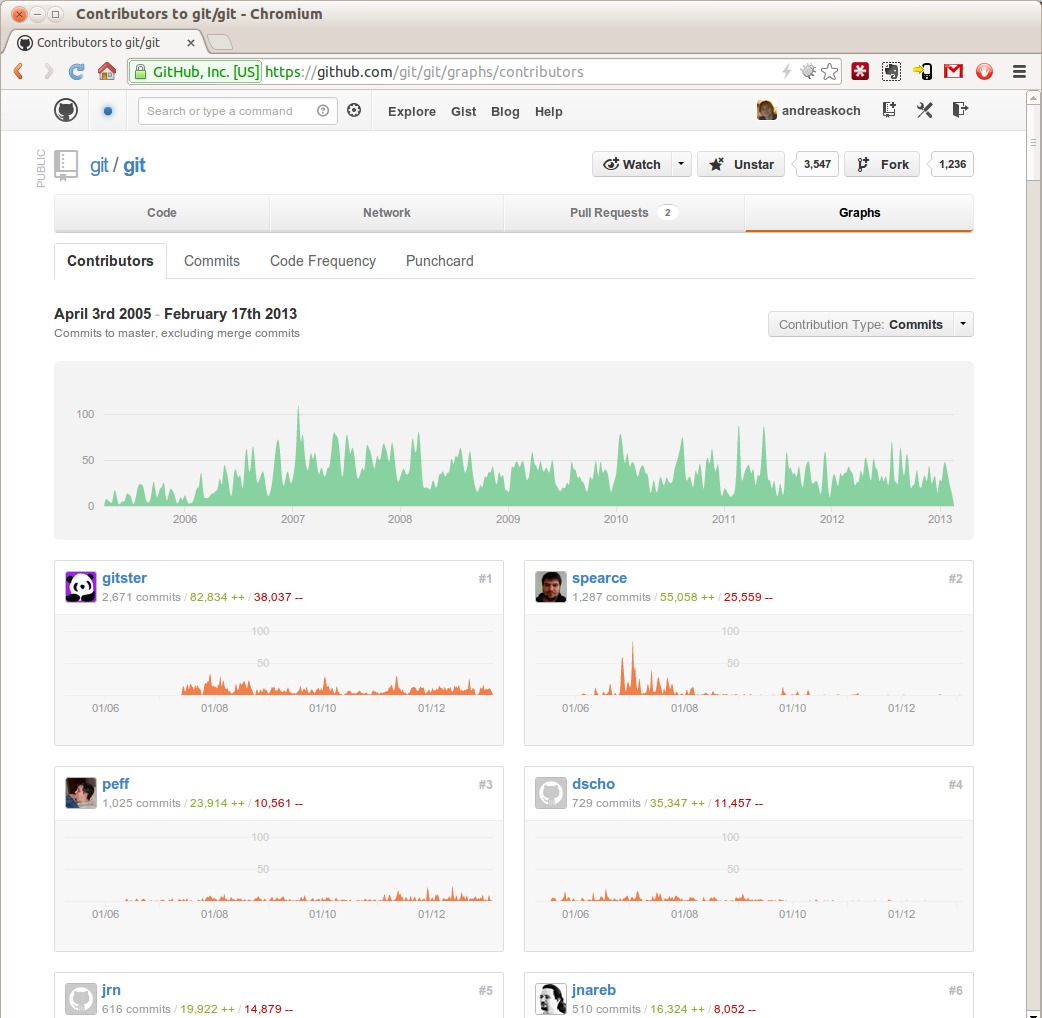 Contributors to git/git - Chromium
Contributors to git/git
GitHub, Inc. [US] https://github.com/git/git/graphs/contributors
Search or type a command
Explore Gist Blog Help
andreaskoch
PUBLIC
git / git
Watch Unstar 3,547 Fork 1,236
Code Network Pull Requests 2 Graphs
Contributors Commits Code Frequency Punchcard
April 3rd 2005 - February 17th 2013
Commits to master, excluding merge commits
Contribution Type: Commits
100
50
0
2006 2007 2008 2009 2010 2011 2012 2013
gitster #1
2,671 commits / 82,834 ++ / 38,037 --
100
50
01/06 01/08 01/10 01/12
spearce #2
1,287 commits / 55,058 ++ / 25,559 --
100
50
01/06 01/08 01/10 01/12
peff #3
1,025 commits / 23,914 ++ / 10,561 --
100
50
01/06 01/08 01/10 01/12
dscho #4
729 commits / 35,347 ++ / 11,457 --
100
50
01/06 01/08 01/10 01/12
jrn #5
616 commits / 19,922 ++ / 14,879 --
jnareb #6
510 commits / 16,324 ++ / 8,052 --